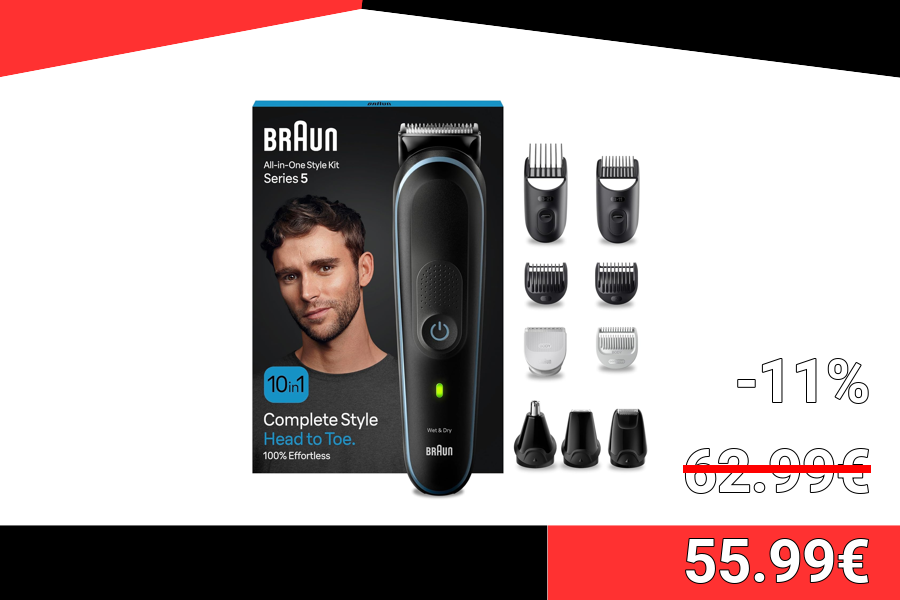 BRAUN
BRAUN
All-in-One Style Kit
Series 5
10in1
Complete Style
Head to Toe.
100% Effortless
Wet & Dry
BRAUN
-11%
62.99€
55.99€